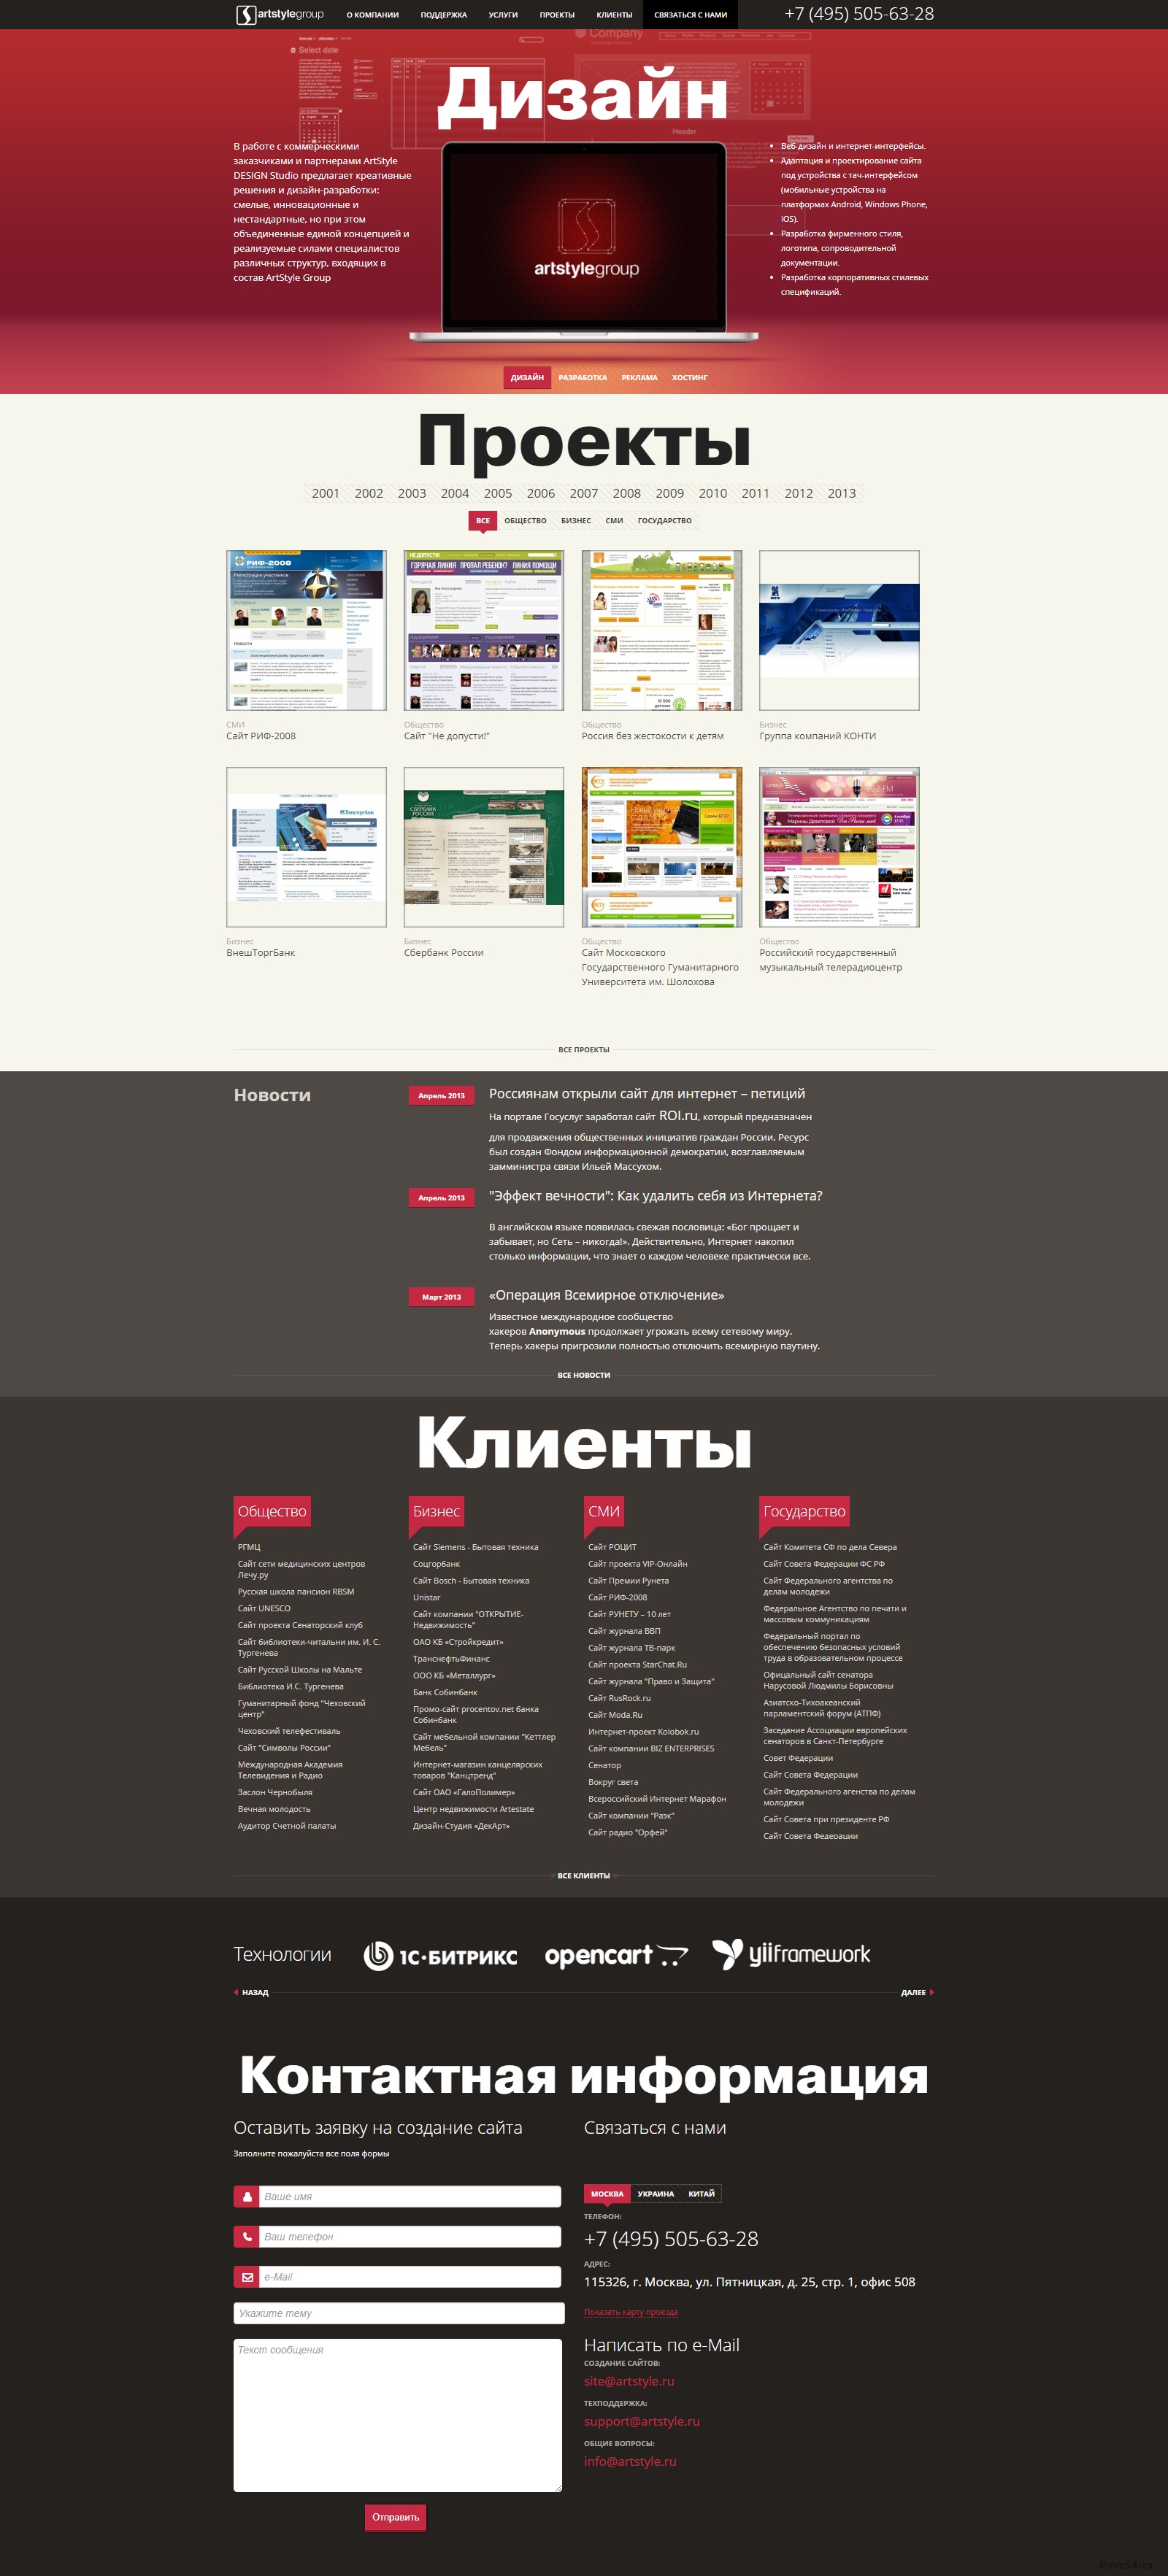 artstylegroup
О КОМПАНИИ
ПОДДЕРЖКА
УСЛУГИ
ПРОЕКТЫ
КЛИЕНТЫ
СВЯЗАТЬСЯ С НАМИ
+7 (495) 505-63-28
Select date
Company
Header
Дизайн
В работе с коммерческими
заказчиками и партнерами ArtStyle
DESIGN Studio предлагает креативные
решения и дизайн-разработки:
смелые, инновационные и
нестандартные, но при этом
объединенные единой концепцией и
реализуемые силами специалистов
различных структур, входящих в
состав ArtStyle Group
artstylegroup
Веб-дизайн и интернет-интерфейсы.
Адаптация и проектирование сайта
под устройства с тач-интерфейсом
(мобильные устройства на
платформах Android, Windows Phone,
iOS).
Разработка фирменного стиля,
логотипа, сопроводительной
документации.
Разработка корпоративных стилевых
спецификаций.
ДИЗАЙН
РАЗРАБОТКА
РЕКЛАМА
ХОСТИНГ
Проекты
2001 2002 2003 2004 2005 2006 2007 2008 2009 2010 2011 2012 2013
ВСЕ
ОБЩЕСТВО
БИЗНЕС
СМИ
ГОСУДАРСТВО
РИФ-2008
ГОРЯЧАЯ ЛИНИЯ ПРОПАЛ РЕБЕНОК? ЛИНИЯ ПОМОЩИ
СМИ
Сайт РИФ-2008
Общество
Сайт "Не допусти!"
Общество
Россия без жестокости к детям
Бизнес
Группа компаний КОНТИ
Бизнес
ВнешТоргБанк
Бизнес
Сбербанк России
Общество
Сайт Московского
Государственного Гуманитарного
Университета им. Шолохова
Общество
Российский государственный
музыкальный телерадиоцентр
ВСЕ ПРОЕКТЫ
Новости
Апрель 2013
Россиянам открыли сайт для интернет – петиций
На портале Госуслуг заработал сайт ROI.ru, который предназначен
для продвижения общественных инициатив граждан России. Ресурс
был создан Фондом информационной демократии, возглавляемым
замминистра связи Ильей Массухом.
Апрель 2013
"Эффект вечности": Как удалить себя из Интернета?
В английском языке появилась свежая пословица: «Бог прощает и
забывает, но Сеть – никогда!». Действительно, Интернет накопил
столько информации, что знает о каждом человеке практически все.
Март 2013
«Операция Всемирное отключение»
Известное международное сообщество
хакеров Anonymous продолжает угрожать всему сетевому миру.
Теперь хакеры пригрозили полностью отключить всемирную паутину.
ВСЕ НОВОСТИ
Клиенты
Общество
РГМЦ
Сайт сети медицинских центров
Лечу.ру
Русская школа пансион RBSM
Сайт UNESCO
Сайт проекта Сенаторский клуб
Сайт библиотеки-читальни им. И. С.
Тургенева
Сайт Русской Школы на Мальте
Библиотека И.С. Тургенева
Гуманитарный фонд "Чеховский
центр"
Чеховский телефестиваль
Сайт "Символы России"
Международная Академия
Телевидения и Радио
Заслон Чернобыля
Вечная молодость
Аудитор Счетной палаты
Бизнес
Сайт Siemens - Бытовая техника
Соцгорбанк
Сайт Bosch - Бытовая техника
Unistar
Сайт компании "ОТКРЫТИЕ-
Недвижимость"
ОАО КБ «Стройкредит»
ТранснефтьФинанс
ООО КБ «Металлург»
Банк Собинбанк
Промо-сайт procentov.net банка
Собинбанк
Сайт мебельной компании "Кеттлер
Мебель"
Интернет-магазин канцелярских
товаров "Канцтренд"
Сайт ОАО «ГалоПолимер»
Центр недвижимости Artestate
Дизайн-Студия «ДекАрт»
СМИ
Сайт РОЦИТ
Сайт проекта VIP-Онлайн
Сайт Премии Рунета
Сайт РИФ-2008
Сайт РУНЕТУ – 10 лет
Сайт журнала ВВП
Сайт журнала ТВ-парк
Сайт проекта StarChat.Ru
Сайт журнала "Право и Защита"
Сайт RusRock.ru
Сайт Moda.Ru
Интернет-проект Kolobok.ru
Сайт компании BIZ ENTERPRISES
Сенатор
Вокруг света
Всероссийский Интернет Марафон
Сайт компании "Раэк"
Сайт радио "Орфей"
Государство
Сайт Комитета СФ по дела Севера
Сайт Совета Федерации ФС РФ
Сайт Федерального агентства по
делам молодежи
Федеральное Агентство по печати и
массовым коммуникациям
Федеральный портал по
обеспечению безопасных условий
труда в образовательном процессе
Офицальный сайт сенатора
Нарусовой Людмилы Борисовны
Азиатско-Тихоакеанский
парламентский форум (АТПФ)
Заседание Ассоциации европейских
сенаторов в Санкт-Петербурге
Совет Федерации
Сайт Совета Федерации
Сайт Федерального агенства по делам
молодежи
Сайт Совета при президенте РФ
Сайт Совета Федерации
ВСЕ КЛИЕНТЫ
Технологии
1С·БИТРИКС
opencart
yiiframework
НАЗАД
ДАЛЕЕ
Контактная информация
Оставить заявку на создание сайта
Заполните пожалуйста все поля формы
Ваше имя
Ваш телефон
e-Mail
Укажите тему
Текст сообщения
Отправить
Связаться с нами
МОСКВА
УКРАИНА
КИТАЙ
ТЕЛЕФОН:
+7 (495) 505-63-28
АДРЕС:
115326, г. Москва, ул. Пятницкая, д. 25, стр. 1, офис 508
Показать карту проезда
Написать по e-Mail
СОЗДАНИЕ САЙТОВ:
site@artstyle.ru
ТЕХПОДДЕРЖКА:
support@artstyle.ru
ОБЩИЕ ВОПРОСЫ:
info@artstyle.ru